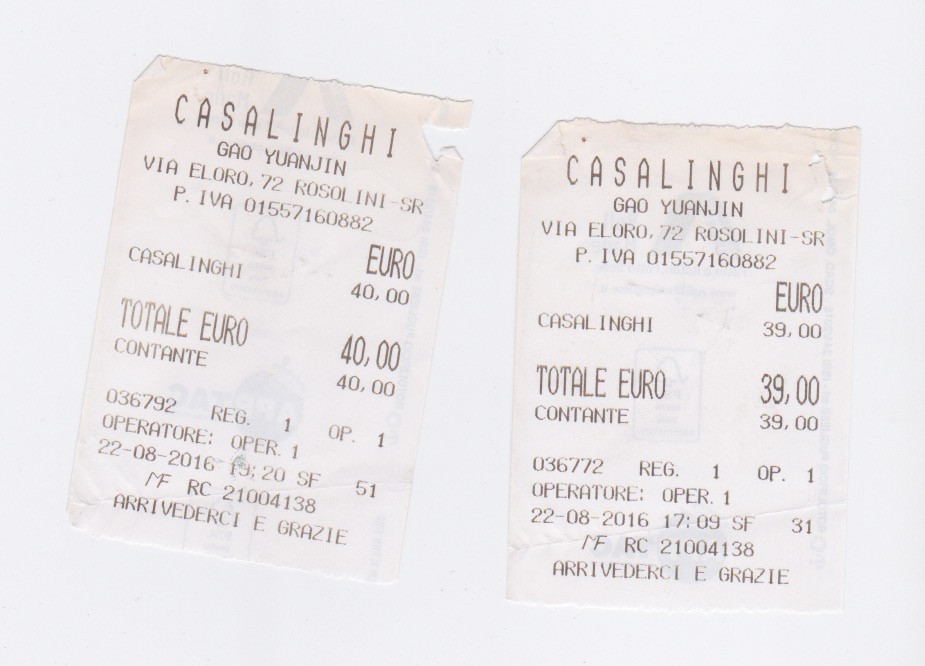 CASALINGHI
GAO YUANJIN
VIA ELORO, 72 ROSOLINI-SR
P. IVA 01557160882
EURO
CASALINGHI 40,00
TOTALE EURO 40,00
CONTANTE 40,00
036792 REG. 1 OP. 1
OPERATORE: OPER. 1
22-08-2016 19:20 SF 51
MF RC 21004138
ARRIVEDERCI E GRAZIE
CASALINGHI
GAO YUANJIN
VIA ELORO, 72 ROSOLINI-SR
P. IVA 01557160882
EURO
CASALINGHI 39,00
TOTALE EURO 39,00
CONTANTE 39,00
036772 REG. 1 OP. 1
OPERATORE: OPER. 1
22-08-2016 17:09 SF 31
MF RC 21004138
ARRIVEDERCI E GRAZIE